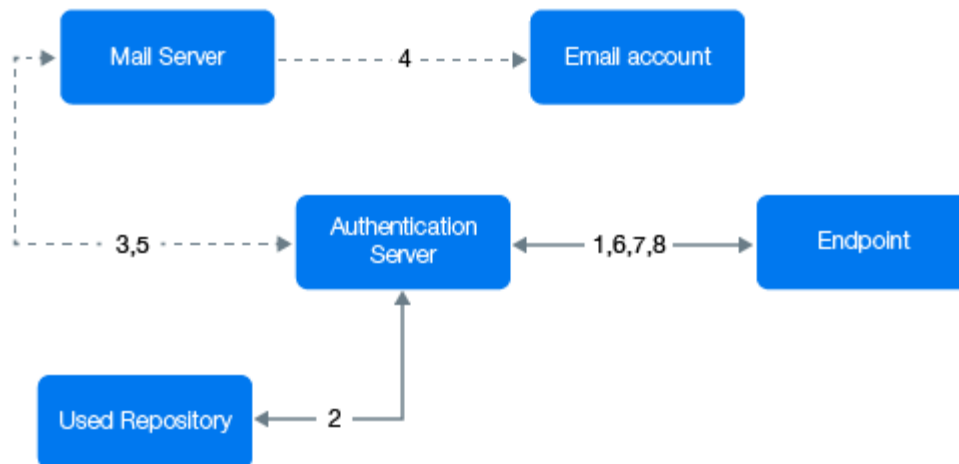 Mail Server
4
Email account
3,5
Authentication
Server
1,6,7,8
Endpoint
Used Repository
2